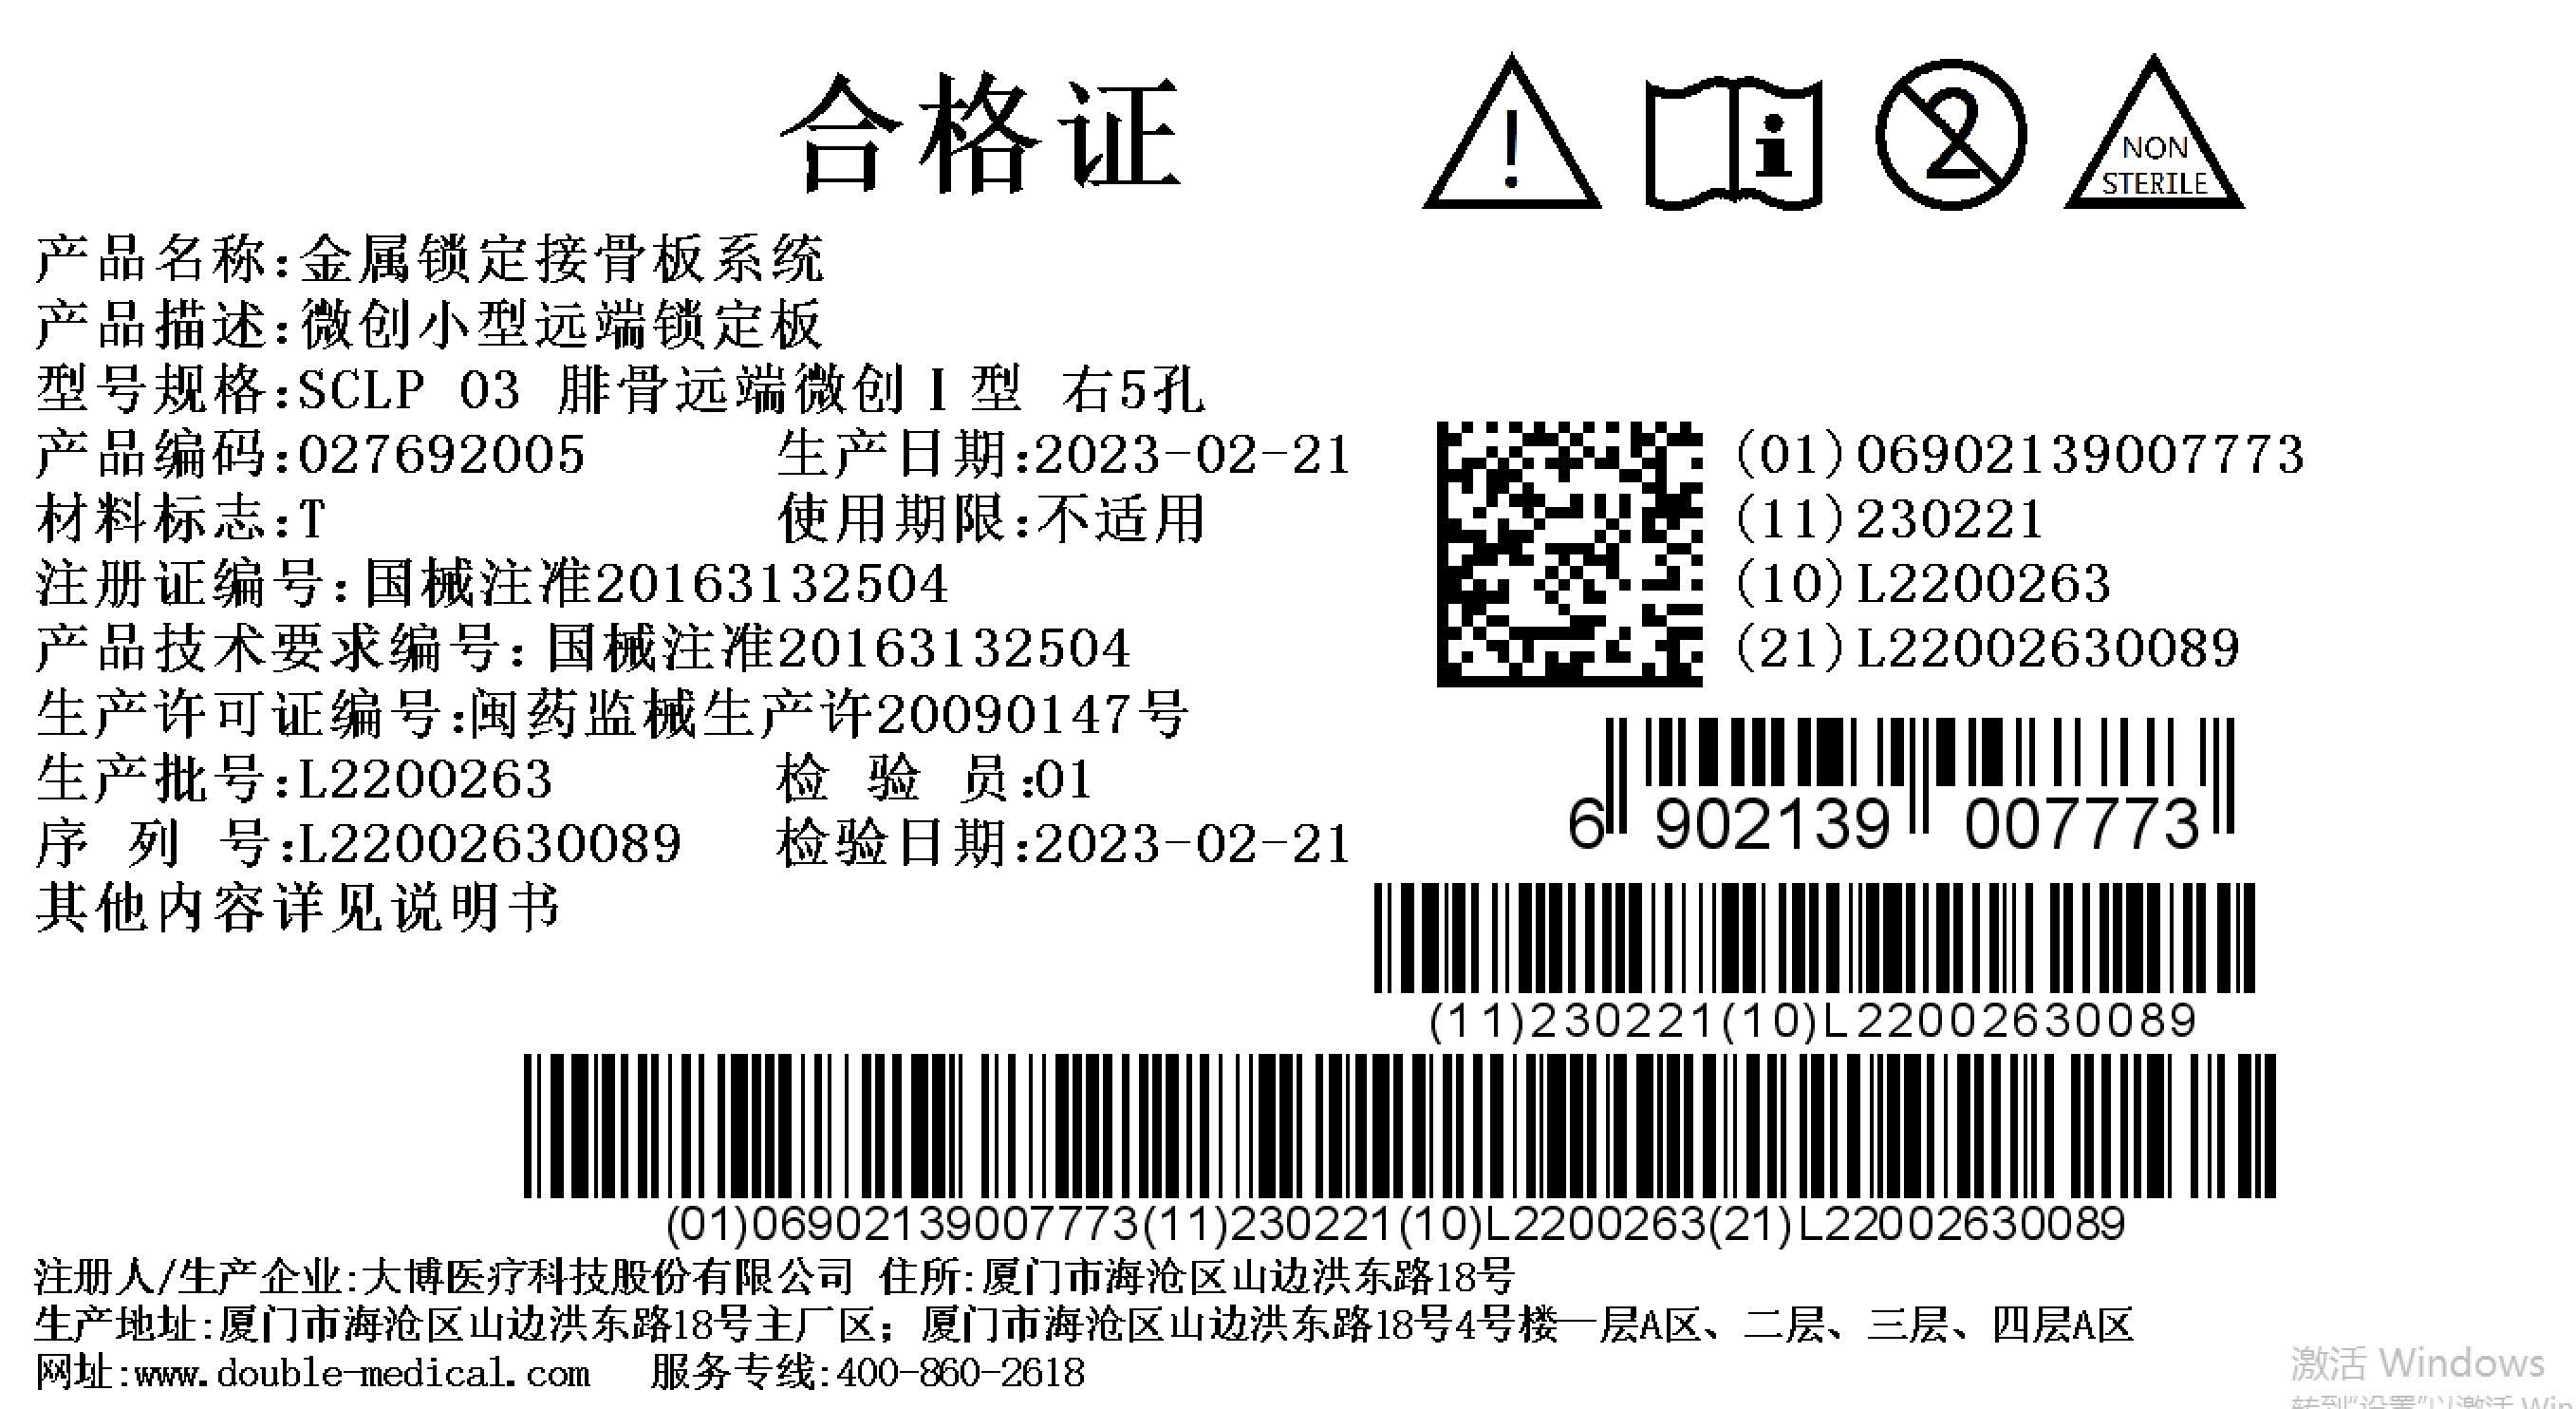 合格证
!
i
2
NON
STERILE
产品名称:金属锁定接骨板系统
产品描述:微创小型远端锁定板
型号规格:SCLP 03 腓骨远端微创Ⅰ型 右5孔
产品编码:027692005 生产日期:2023-02-21
材料标志:T 使用期限:不适用
注册证编号: 国械注准20163132504
产品技术要求编号: 国械注准20163132504
生产许可证编号:闽药监械生产许20090147号
生产批号:L2200263 检 验 员:01
序 列 号:L22002630089 检验日期:2023-02-21
其他内容详见说明书
(01)06902139007773
(11)230221
(10)L2200263
(21)L22002630089
6 902139 007773
(11)230221(10)L22002630089
(01)06902139007773(11)230221(10)L2200263(21)L22002630089
注册人/生产企业:大博医疗科技股份有限公司 住所:厦门市海沧区山边洪东路18号
生产地址:厦门市海沧区山边洪东路18号主厂区；厦门市海沧区山边洪东路18号4号楼一层A区、二层、三层、四层A区
网址:www.double-medical.com 服务专线:400-860-2618
激活 Windows
转到"设置"以激活 Win